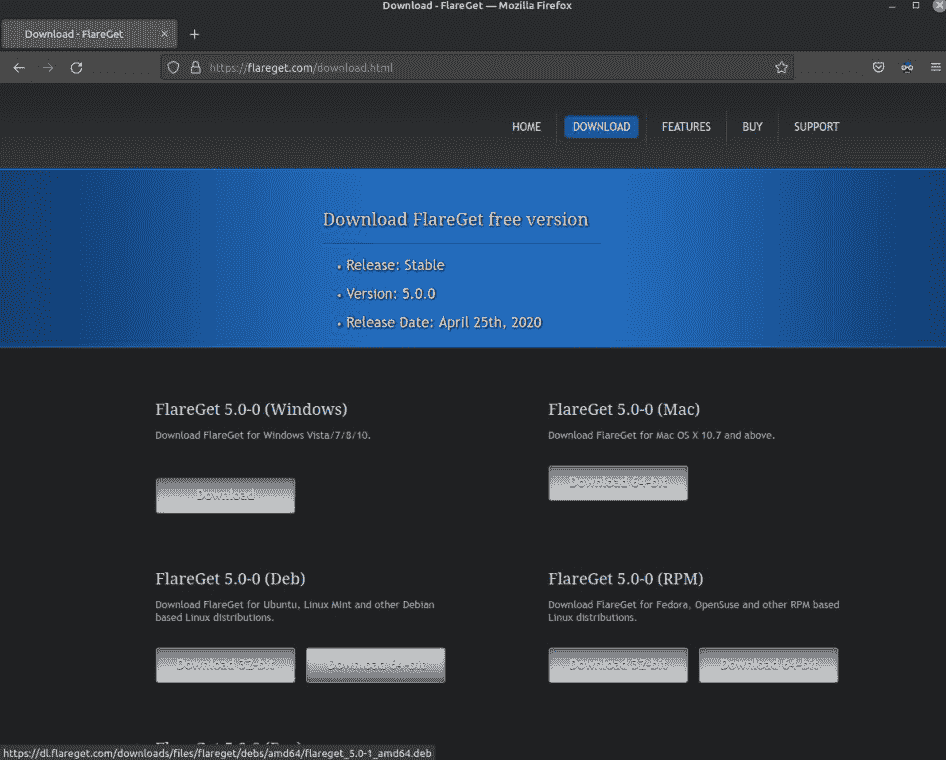 Download - FlareGet — Mozilla Firefox
Download - FlareGet
https://flareget.com/download.html
HOME DOWNLOAD FEATURES BUY SUPPORT
Download FlareGet free version
Release: Stable
Version: 5.0.0
Release Date: April 25th, 2020
FlareGet 5.0-0 (Windows)
Download FlareGet for Windows Vista/7/8/10.
Download
FlareGet 5.0-0 (Mac)
Download FlareGet for Mac OS X 10.7 and above.
Download 64-bit
FlareGet 5.0-0 (Deb)
Download FlareGet for Ubuntu, Linux Mint and other Debian
based Linux distributions.
Download 32-bit Download 64-bit
FlareGet 5.0-0 (RPM)
Download FlareGet for Fedora, OpenSuse and other RPM based
Linux distributions.
Download 32-bit Download 64-bit
https://dl.flareget.com/downloads/files/flareget/debs/amd64/flareget_5.0-1_amd64.deb